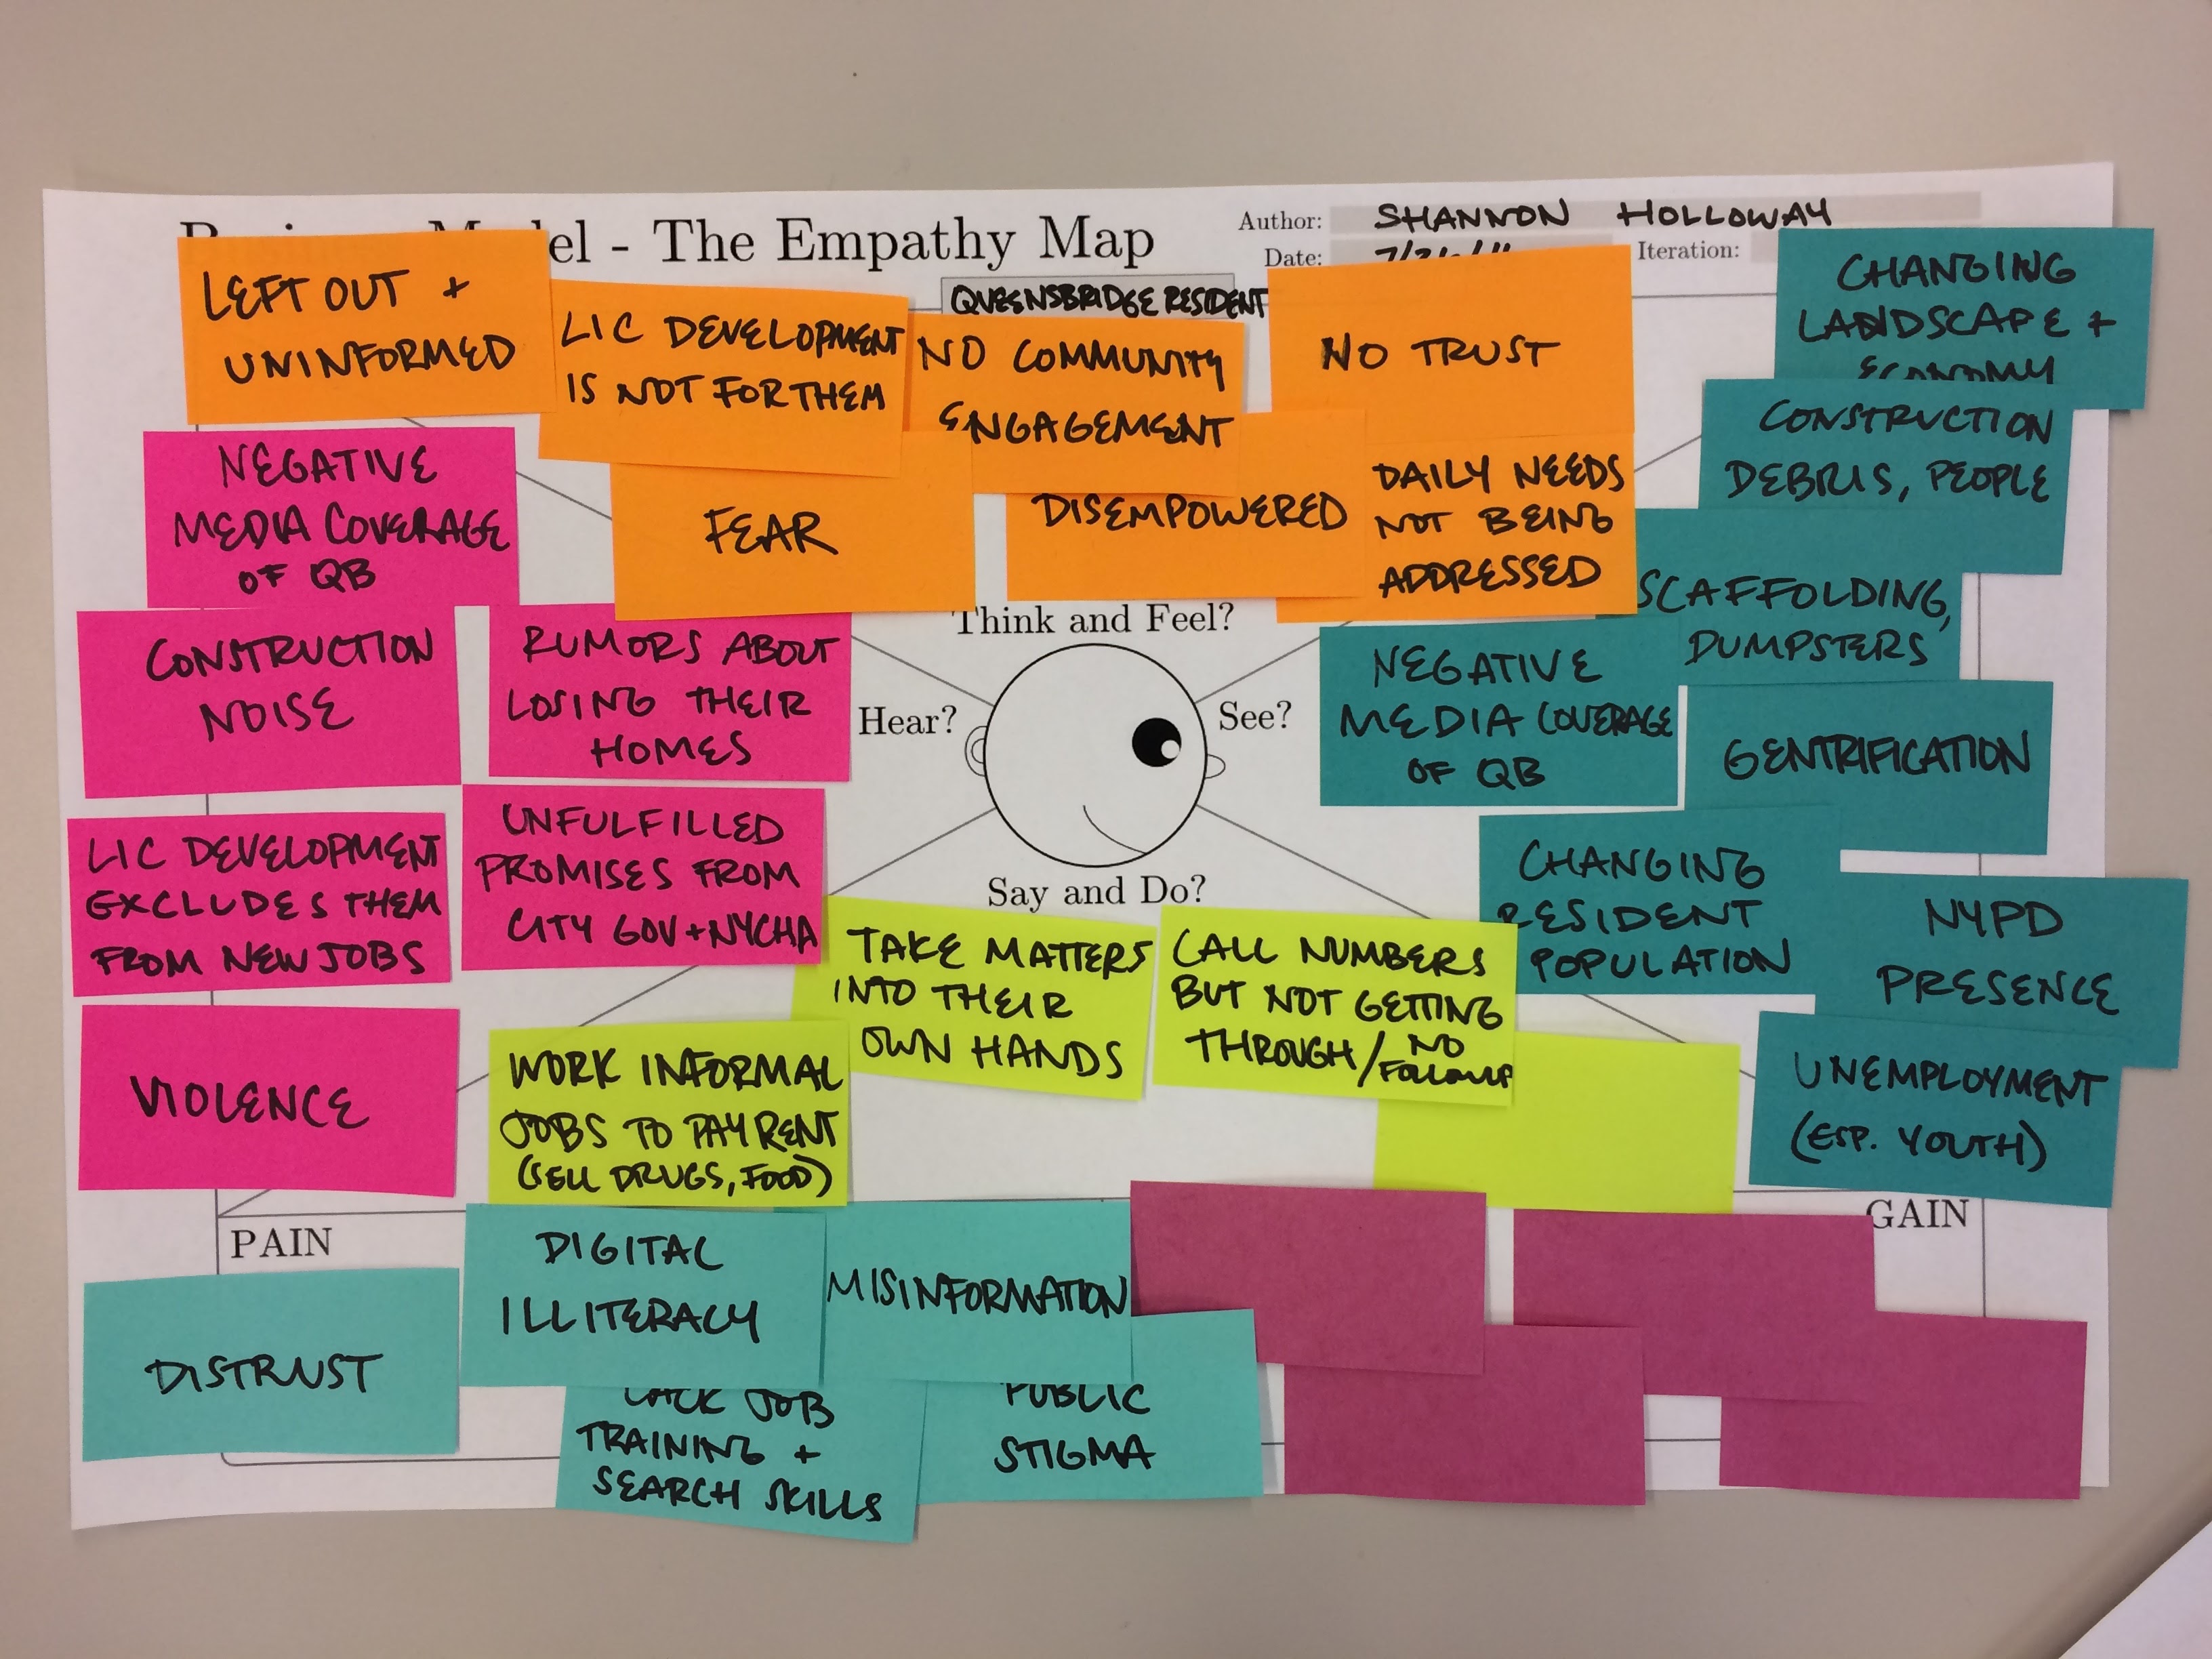 el - The Empathy Map
Author: SHANNON HOLLOWAY
Date:
Iteration:
QUEENSBRIDGE RESIDENT
LEFT OUT +
UNINFORMED
LIC DEVELOPMENT
IS NOT FOR THEM
NO COMMUNITY
ENGAGEMENT
NO TRUST
FEAR
DISEMPOWERED
DAILY NEEDS
NOT BEING
ADDRESSED
Think and Feel?
NEGATIVE
MEDIA COVERAGE
OF QB
CONSTRUCTION
NOISE
RUMORS ABOUT
LOSING THEIR
HOMES
LIC DEVELOPMENT
EXCLUDES THEM
FROM NEW JOBS
UNFULFILLED
PROMISES FROM
CITY GOV + NYCHA
VIOLENCE
Hear?
See?
CHANGING
LANDSCAPE +
ECONOMY
CONSTRUCTION
DEBRIS, PEOPLE
SCAFFOLDING,
DUMPSTERS
NEGATIVE
MEDIA COVERAGE
OF QB
GENTRIFICATION
CHANGING
RESIDENT
POPULATION
NYPD
PRESENCE
UNEMPLOYMENT
(ESP. YOUTH)
Say and Do?
TAKE MATTERS
INTO THEIR
OWN HANDS
CALL NUMBERS
BUT NOT GETTING
THROUGH / NO
FOLLOWUP
WORK INFORMAL
JOBS TO PAY RENT
(SELL DRUGS, FOOD)
PAIN
DISTRUST
DIGITAL
ILLITERACY
MISINFORMATION
LACK JOB
TRAINING +
SEARCH SKILLS
PUBLIC
STIGMA
GAIN